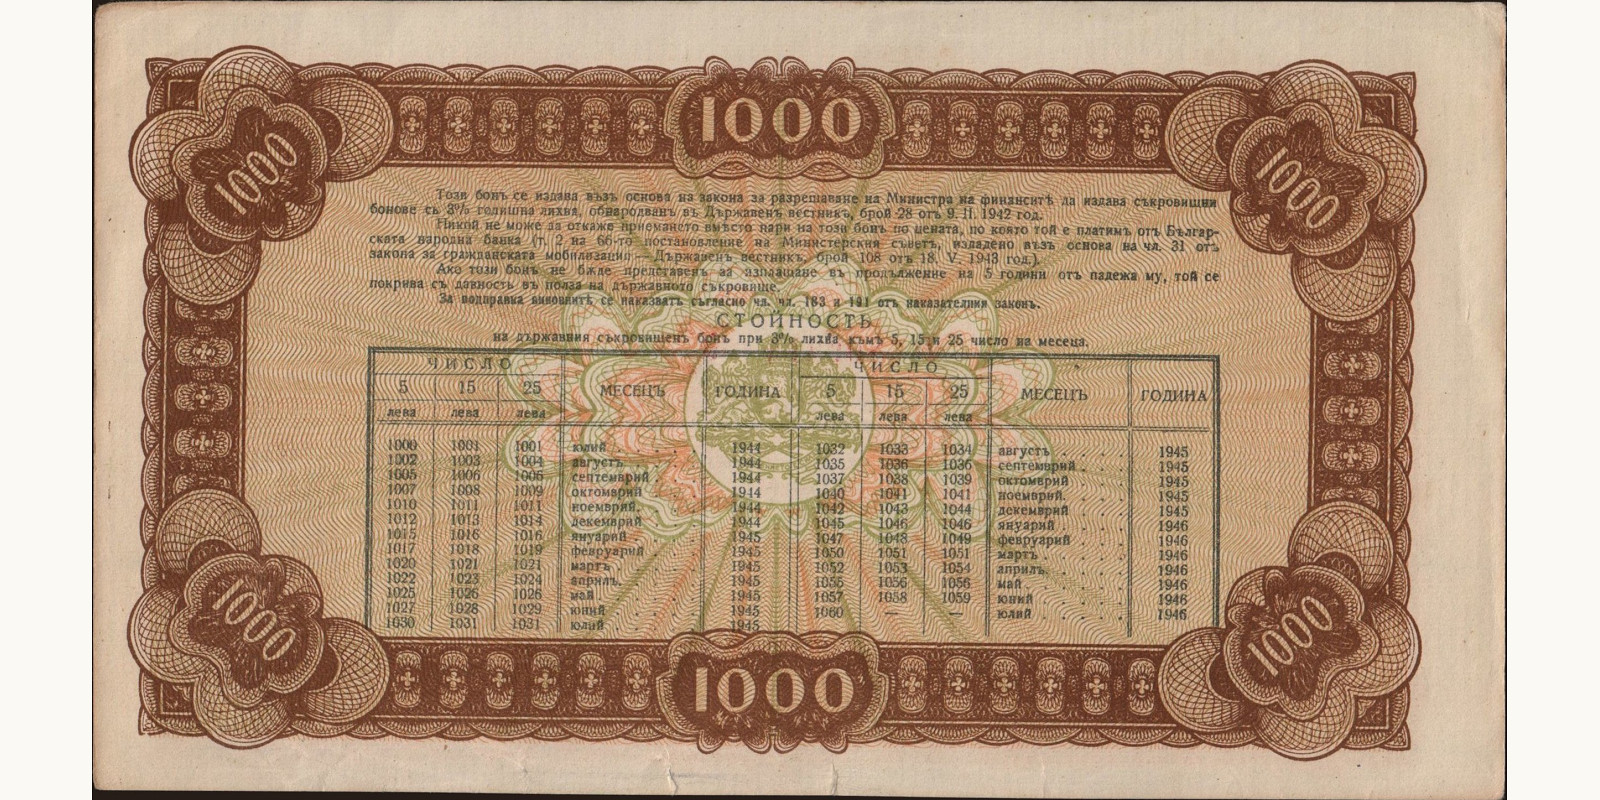 1000
1000
1000
Този бонъ се издава възъ основа на закона за разрешаване на Министра на финанситѣ да издава съкровищни
бонове съ 3% годишна лихва, обнародванъ въ Държавенъ вестникъ, брой 28 отъ 9. II. 1942 год.
Никой не може да откаже приемането вмѣсто пари на този бонъ по цената, по която той е платимъ отъ Българ-
ската народна банка (т. 2 на 66-то постановление на Министерския съветъ, издадено възъ основа на чл. 31 отъ
закона за гражданската мобилизация — Държавенъ вестникъ, брой 108 отъ 18. V. 1943 год.).
Ако този бонъ не бѫде представенъ за изплащане въ продължение на 5 години отъ падежа му, той се
покрива съ давность въ полза на държавното съкровище.
За подправка виновнитѣ се наказватъ съгласно чл. чл. 183 и 191 отъ наказателния законъ.
СТОЙНОСТЬ
на държавния съкровищенъ бонъ при 3% лихва къмъ 5, 15 и 25 число на месеца.
ЧИСЛО МЕСЕЦЪ ГОДИНА ЧИСЛО МЕСЕЦЪ ГОДИНА
5 15 25 5 15 25
лева лева лева лева лева лева
1000 1001 1001 юлий . 1944 1032 1033 1034 августъ . . . . 1945
1002 1003 1004 августъ 1944 1035 1036 1036 септемврий . . . 1945
1005 1006 1006 септемврий . 1944 1037 1038 1039 октомврий . . . 1945
1007 1008 1009 октомврий 1944 1040 1041 1041 ноемврий. . . . 1945
1010 1011 1011 ноемврий. 1944 1042 1043 1044 декемврий . . . 1945
1012 1013 1014 декемврий 1944 1045 1046 1046 януарий . . . . 1946
1015 1016 1016 януарий . 1945 1047 1048 1049 февруарий . . . 1946
1017 1018 1019 февруарий . 1945 1050 1051 1051 мартъ . . . . . 1946
1020 1021 1021 мартъ . . 1945 1052 1053 1054 априлъ. . . . . 1946
1022 1023 1024 априлъ. . 1945 1055 1056 1056 май . . . . . 1946
1025 1026 1026 май . . . 1945 1057 1058 1059 юний . . . . . 1946
1027 1028 1029 юний . . . 1945 1060 — — юлий . . . . . 1946
1030 1031 1031 юлий . . . 1945
1000
1000
1000